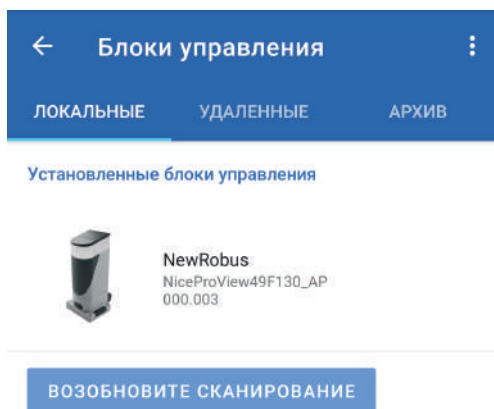 Блоки управления
ЛОКАЛЬНЫЕ УДАЛЕННЫЕ АРХИВ
Установленные блоки управления
NewRobus
NiceProView49F130_AP
000.003
ВОЗОБНОВИТЕ СКАНИРОВАНИЕ